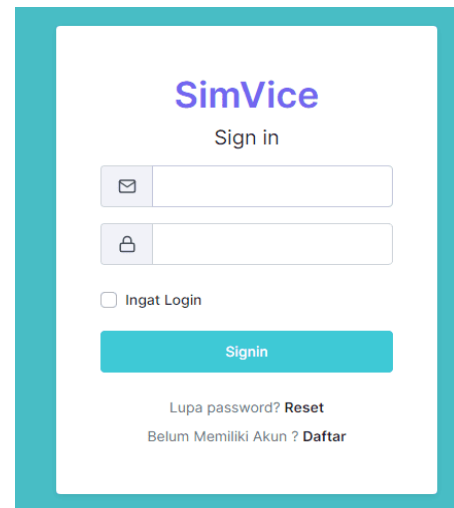 SimVice
Sign in
Ingat Login
Signin
Lupa password? Reset
Belum Memiliki Akun ? Daftar